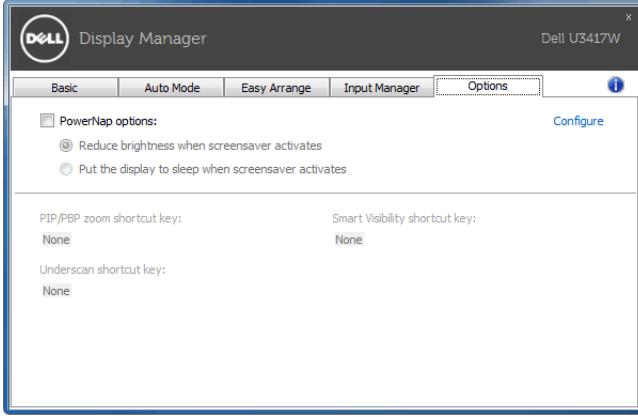 DELL Display Manager Dell U3417W x
Basic Auto Mode Easy Arrange Input Manager Options i
PowerNap options: Configure
Reduce brightness when screensaver activates
Put the display to sleep when screensaver activates
PIP/PBP zoom shortcut key: Smart Visibility shortcut key:
None None
Underscan shortcut key:
None